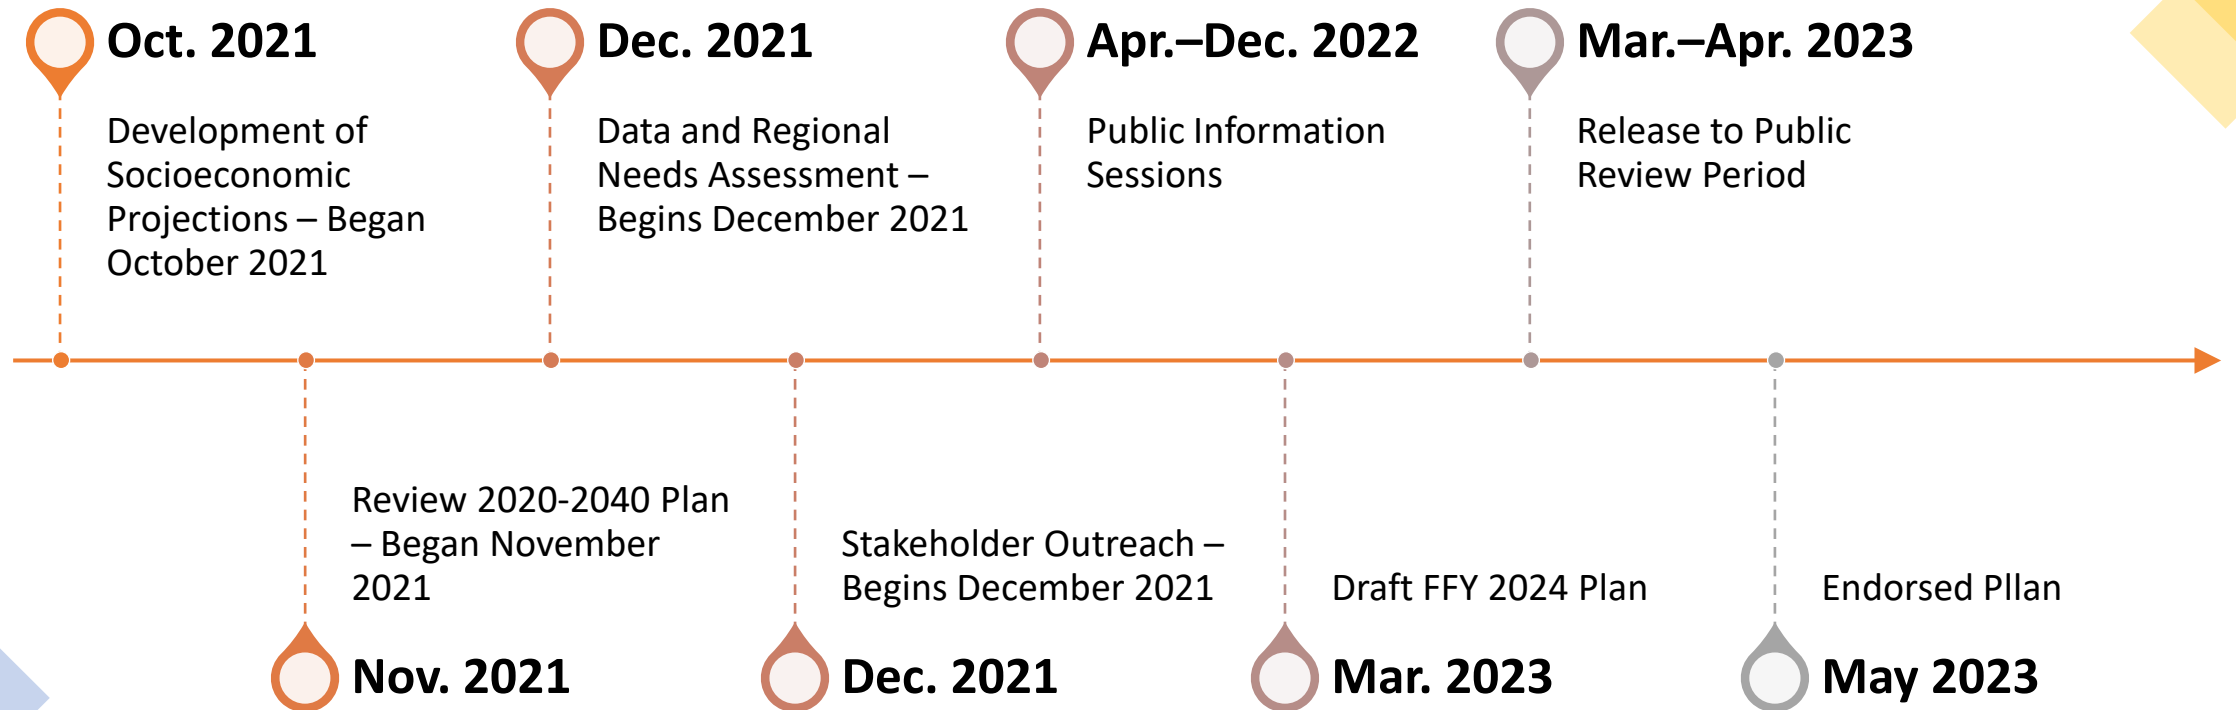 Oct. 2021
Development of
Socioeconomic
Projections – Began
October 2021
Review 2020-2040 Plan
– Began November
2021
Nov. 2021
Dec. 2021
Data and Regional
Needs Assessment –
Begins December 2021
Stakeholder Outreach –
Begins December 2021
Dec. 2021
Apr.–Dec. 2022
Public Information
Sessions
Draft FFY 2024 Plan
Mar. 2023
Mar.–Apr. 2023
Release to Public
Review Period
Endorsed Pllan
May 2023